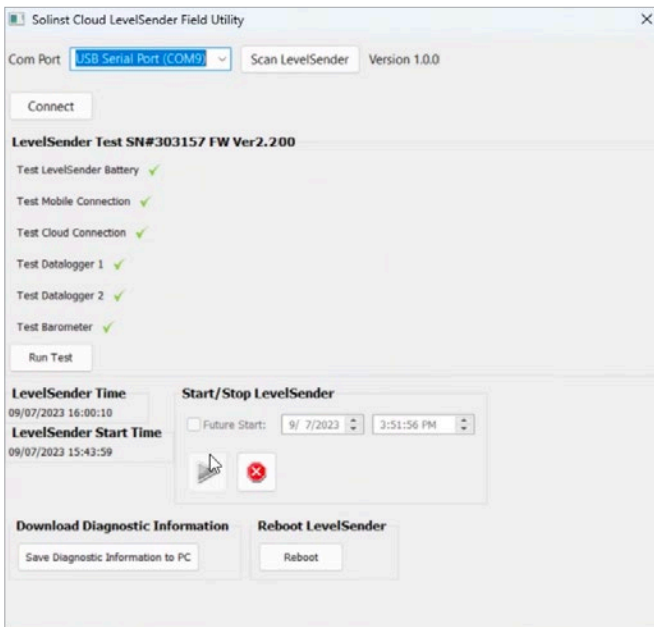 Solinst Cloud LevelSender Field Utility
Com Port USB Serial Port (COM9) Scan LevelSender Version 1.0.0
Connect
LevelSender Test SN#303157 FW Ver2.200
Test LevelSender Battery
Test Mobile Connection
Test Cloud Connection
Test Datalogger 1
Test Datalogger 2
Test Barometer
Run Test
LevelSender Time
09/07/2023 16:00:10
LevelSender Start Time
09/07/2023 15:43:59
Start/Stop LevelSender
Future Start: 9/ 7/2023 3:51:56 PM
Download Diagnostic Information
Save Diagnostic Information to PC
Reboot LevelSender
Reboot